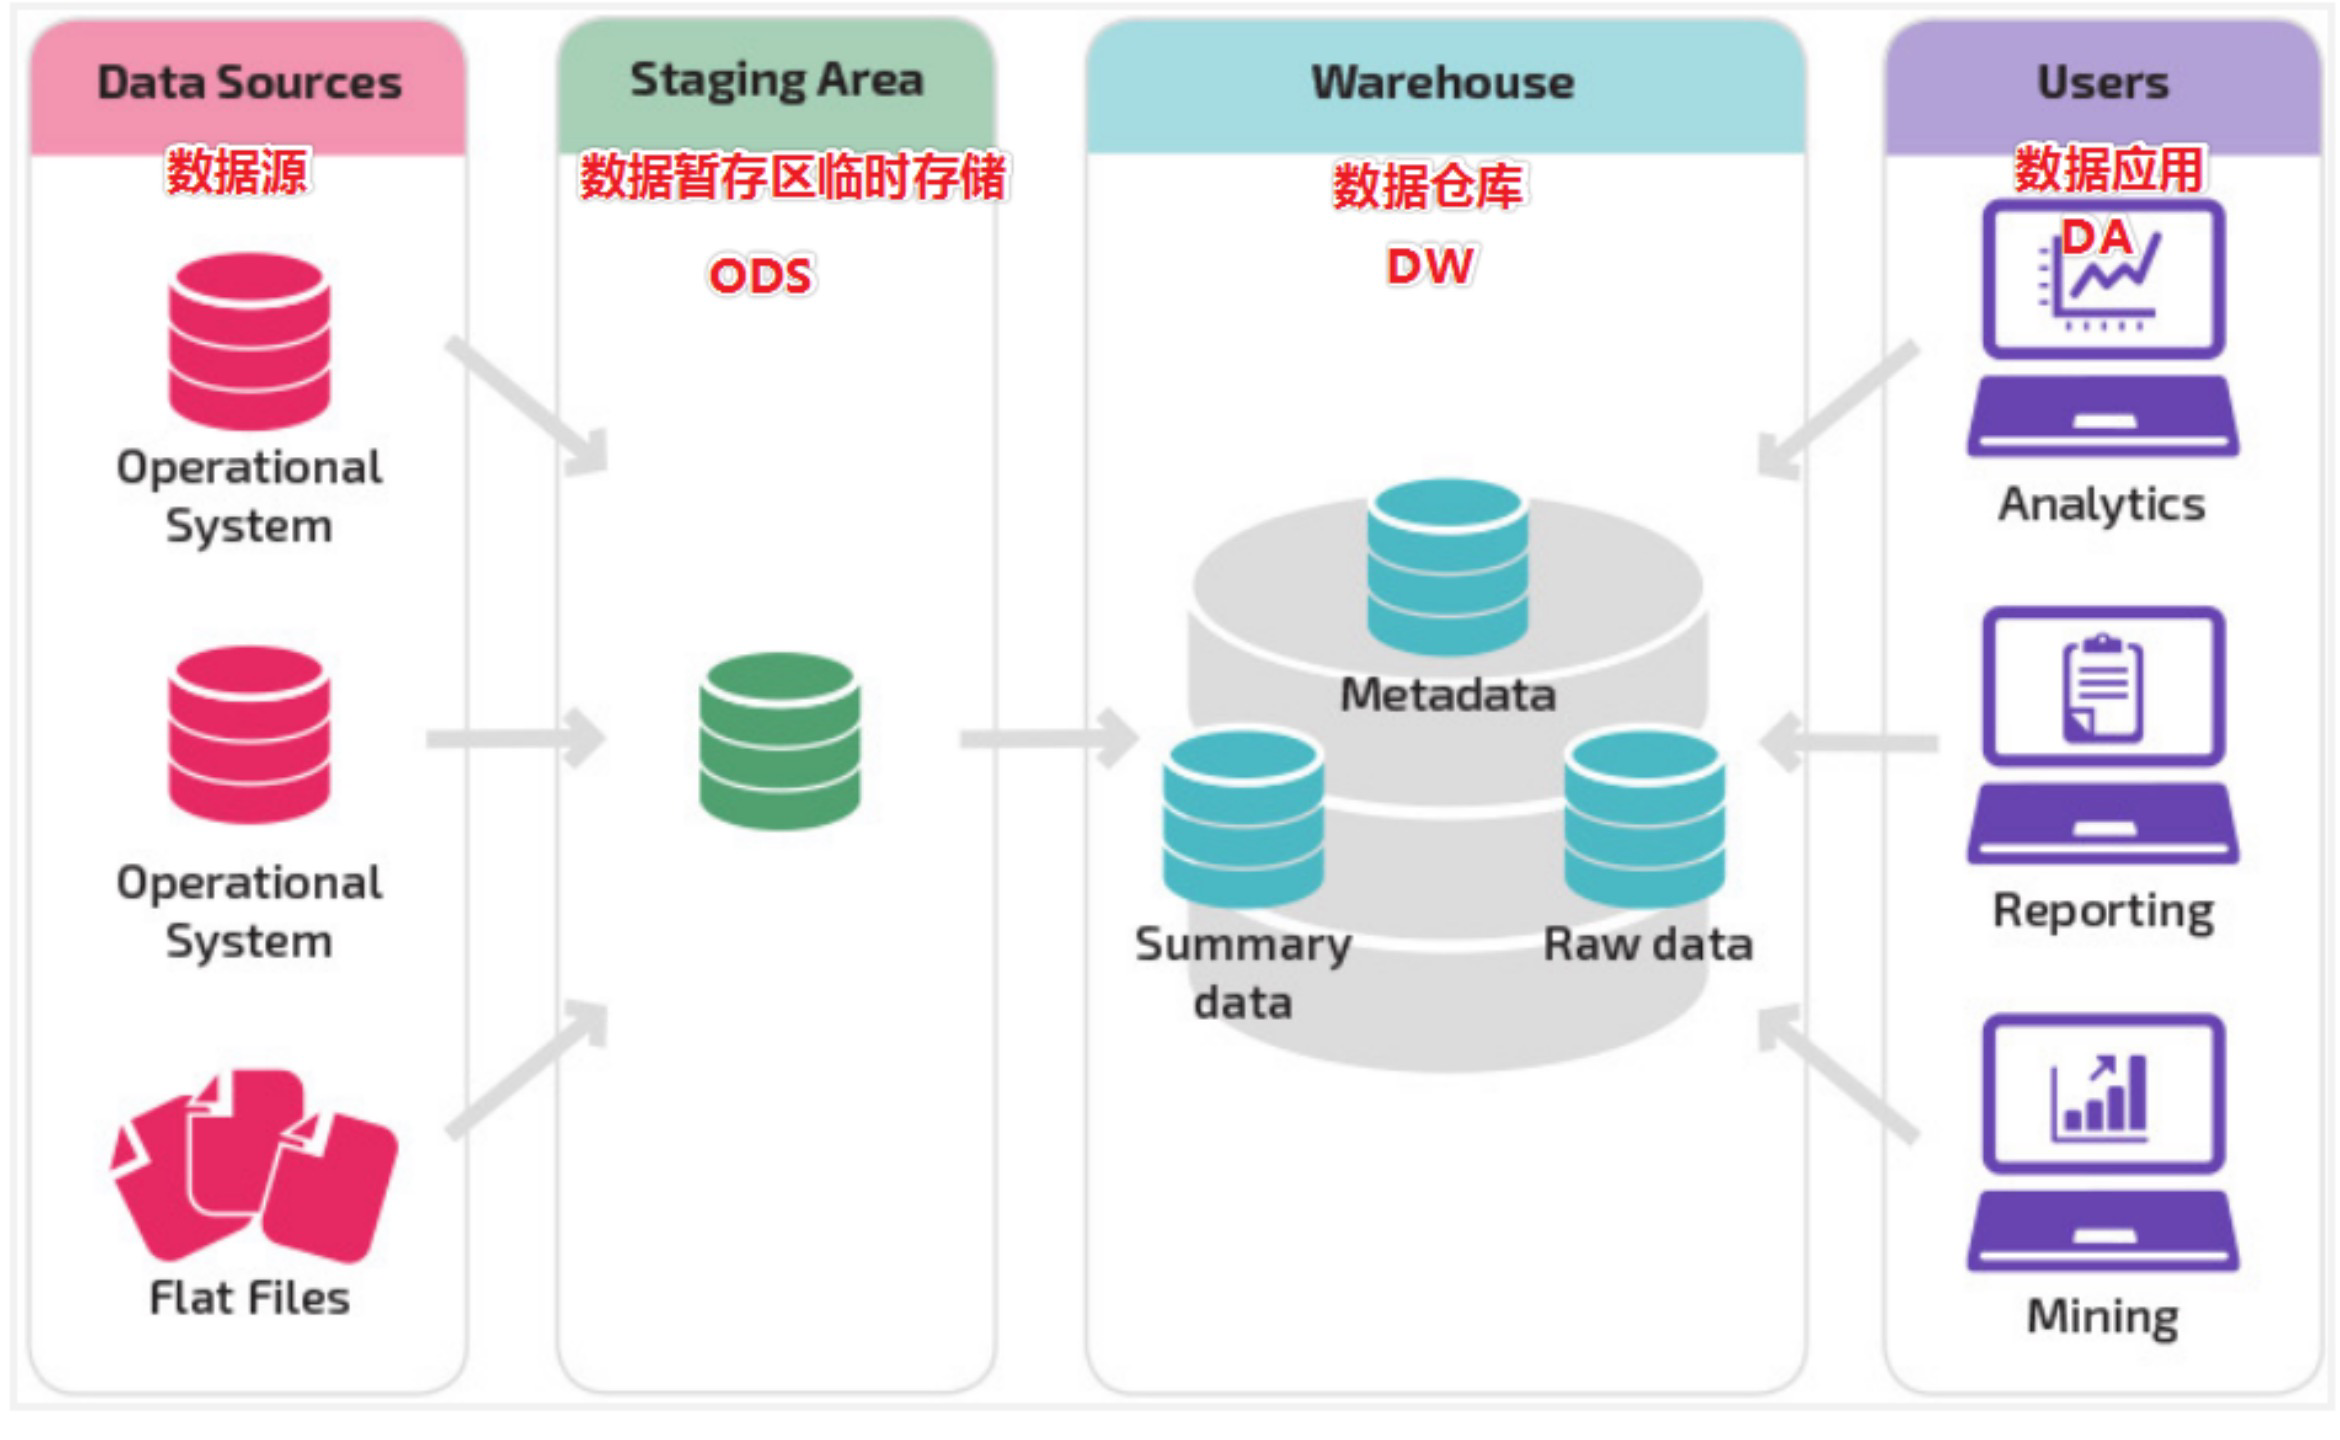 Data Sources
数据源
Operational
System
Operational
System
Flat Files
Staging Area
数据暂存区临时存储
ODS
Warehouse
数据仓库
DW
Metadata
Summary
data
Raw data
Users
数据应用
DA
Analytics
Reporting
Mining